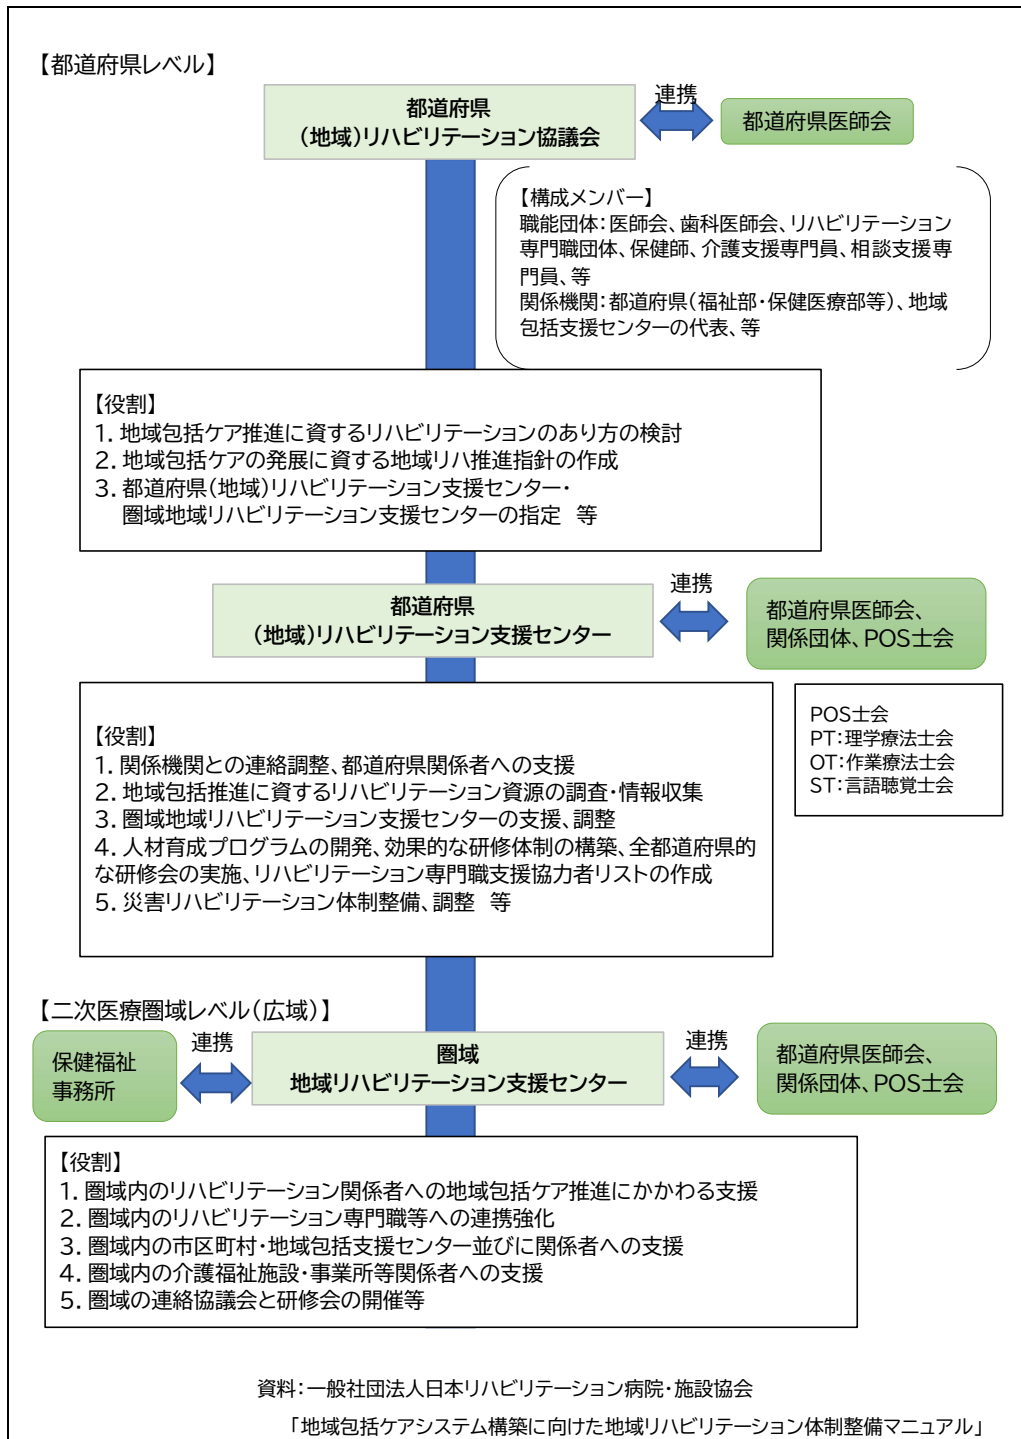 【都道府県レベル】
都道府県
（地域）リハビリテーション協議会
連携
都道府県医師会
【構成メンバー】
職能団体：医師会、歯科医師会、リハビリテーション
専門職団体、保健師、介護支援専門員、相談支援専
門員、等
関係機関：都道府県（福祉部・保健医療部等）、地域
包括支援センターの代表、等
【役割】
1．地域包括ケア推進に資するリハビリテーションのあり方の検討
2．地域包括ケアの発展に資する地域リハ推進指針の作成
3．都道府県（地域）リハビリテーション支援センター・
圏域地域リハビリテーション支援センターの指定　等
都道府県
（地域）リハビリテーション支援センター
連携
都道府県医師会、
関係団体、POS士会
【役割】
1．関係機関との連絡調整、都道府県関係者への支援
2．地域包括推進に資するリハビリテーション資源の調査・情報収集
3．圏域地域リハビリテーション支援センターの支援、調整
4．人材育成プログラムの開発、効果的な研修体制の構築、全都道府県的
な研修会の実施、リハビリテーション専門職支援協力者リストの作成
5．災害リハビリテーション体制整備、調整　等
POS士会
PT：理学療法士会
OT：作業療法士会
ST：言語聴覚士会
【二次医療圏域レベル（広域）】
保健福祉
事務所
連携
圏域
地域リハビリテーション支援センター
連携
都道府県医師会、
関係団体、POS士会
【役割】
1．圏域内のリハビリテーション関係者への地域包括ケア推進にかかわる支援
2．圏域内のリハビリテーション専門職等への連携強化
3．圏域内の市区町村・地域包括支援センター並びに関係者への支援
4．圏域内の介護福祉施設・事業所等関係者への支援
5．圏域の連絡協議会と研修会の開催等
資料：一般社団法人日本リハビリテーション病院・施設協会
「地域包括ケアシステム構築に向けた地域リハビリテーション体制整備マニュアル」